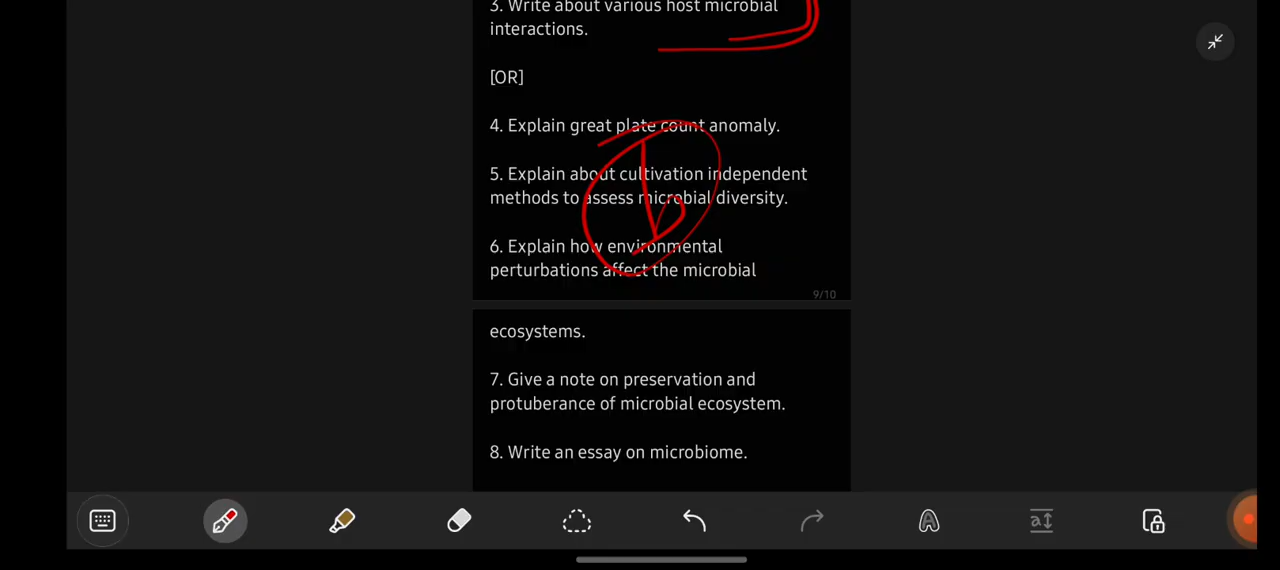 3. Write about various host microbial
interactions.
[OR]
4. Explain great plate count anomaly.
5. Explain about cultivation independent
methods to assess microbial diversity.
6. Explain how environmental
perturbations affect the microbial
9/10
ecosystems.
7. Give a note on preservation and
protuberance of microbial ecosystem.
8. Write an essay on microbiome.